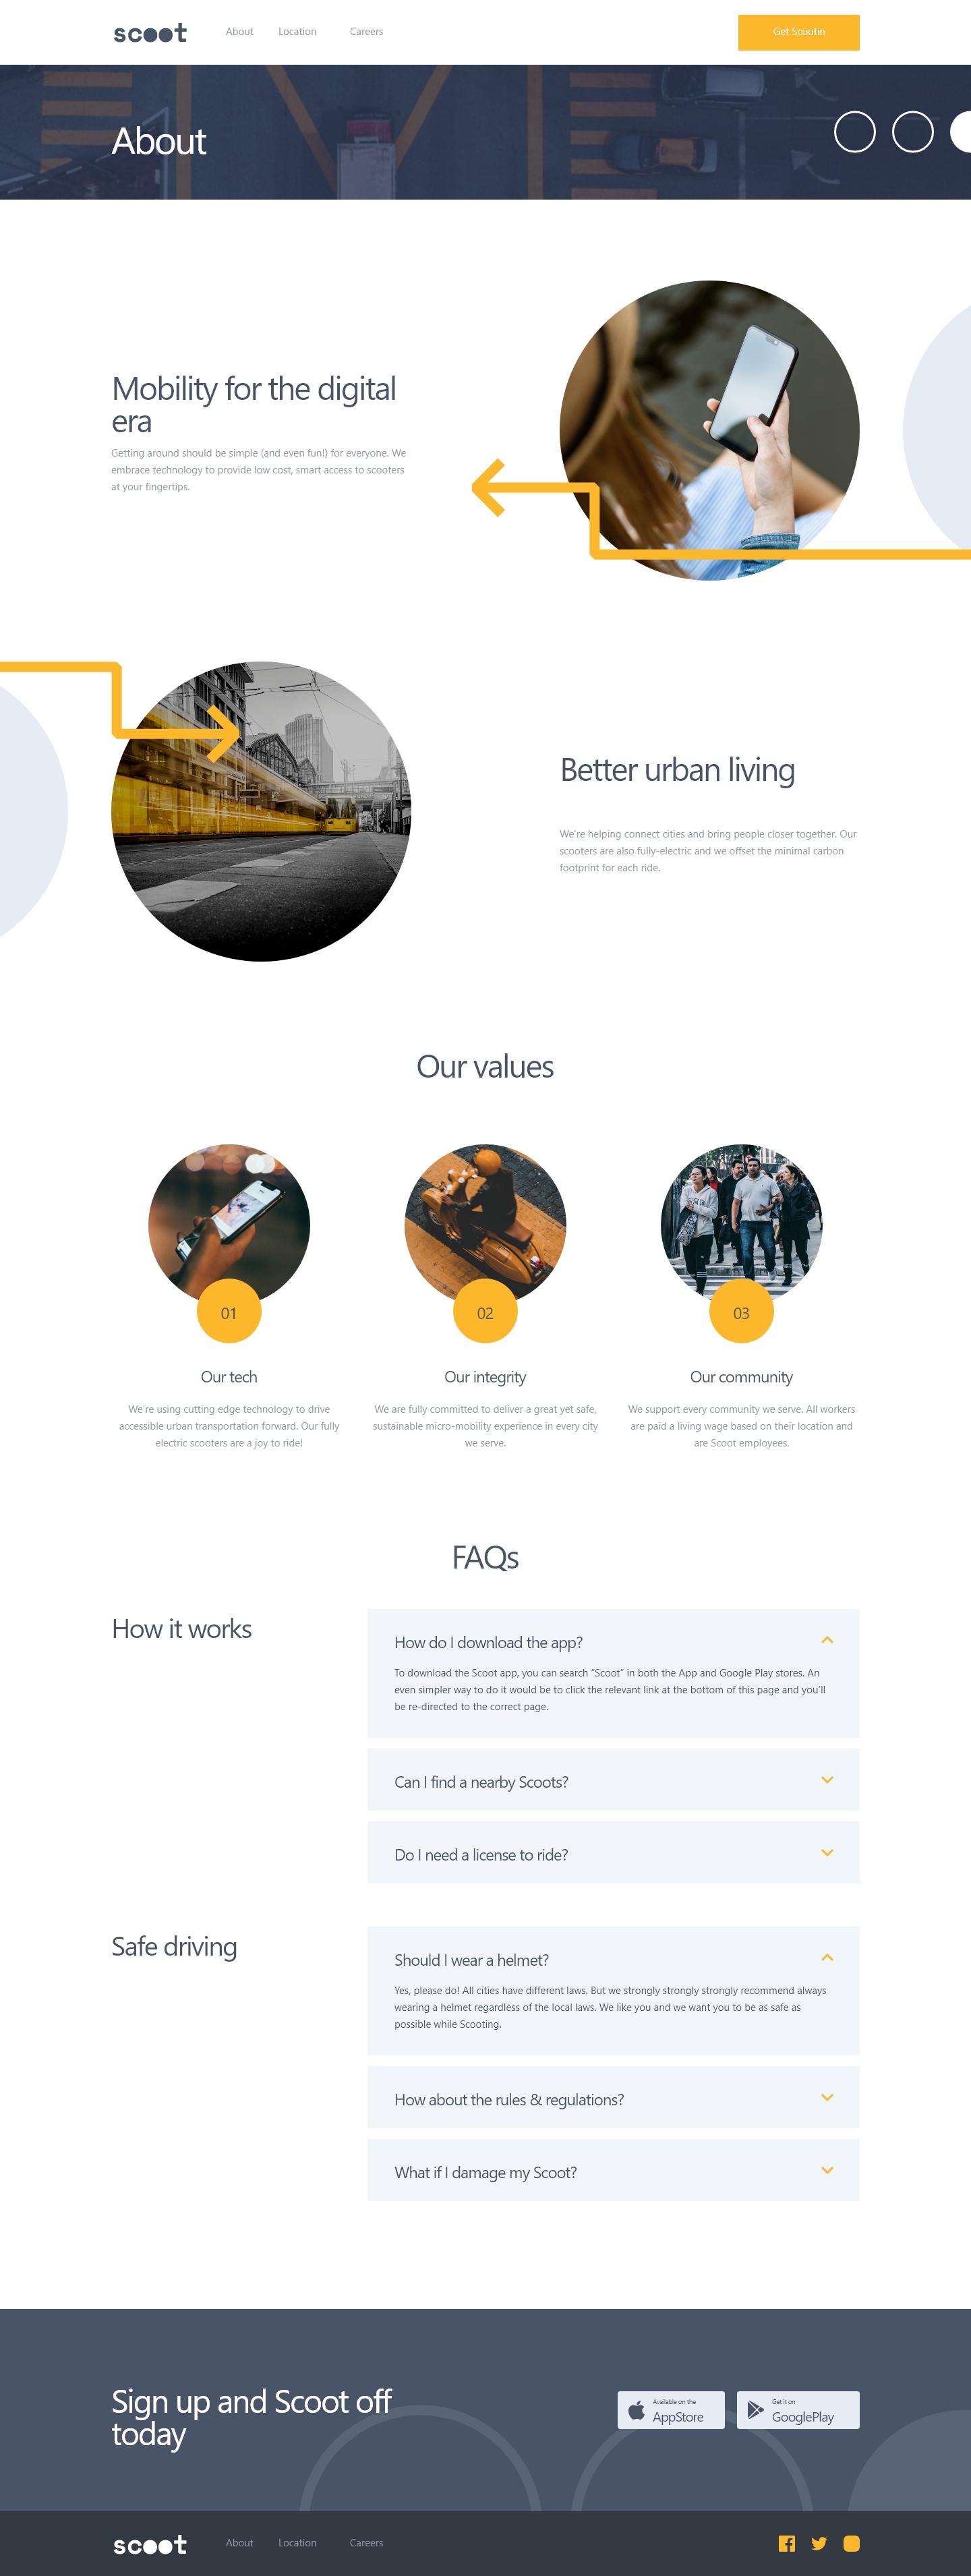 scoot
About
Location
Careers
Get Scootin
About
Mobility for the digital
era
Getting around should be simple (and even fun!) for everyone. We
embrace technology to provide low cost, smart access to scooters
at your fingertips.
Better urban living
We're helping connect cities and bring people closer together. Our
scooters are also fully-electric and we offset the minimal carbon
footprint for each ride.
Our values
01
Our tech
We're using cutting edge technology to drive
accessible urban transportation forward. Our fully
electric scooters are a joy to ride!
02
Our integrity
We are fully committed to deliver a great yet safe,
sustainable micro-mobility experience in every city
we serve.
03
Our community
We support every community we serve. All workers
are paid a living wage based on their location and
are Scoot employees.
FAQs
How it works
How do I download the app?
To download the Scoot app, you can search "Scoot" in both the App and Google Play stores. An
even simpler way to do it would be to click the relevant link at the bottom of this page and you'll
be re-directed to the correct page.
Can I find a nearby Scoots?
Do I need a license to ride?
Safe driving
Should I wear a helmet?
Yes, please do! All cities have different laws. But we strongly strongly strongly recommend always
wearing a helmet regardless of the local laws. We like you and we want you to be as safe as
possible while Scooting.
How about the rules & regulations?
What if I damage my Scoot?
Sign up and Scoot off
today
Available on the
AppStore
Get it on
GooglePlay
scoot
About
Location
Careers